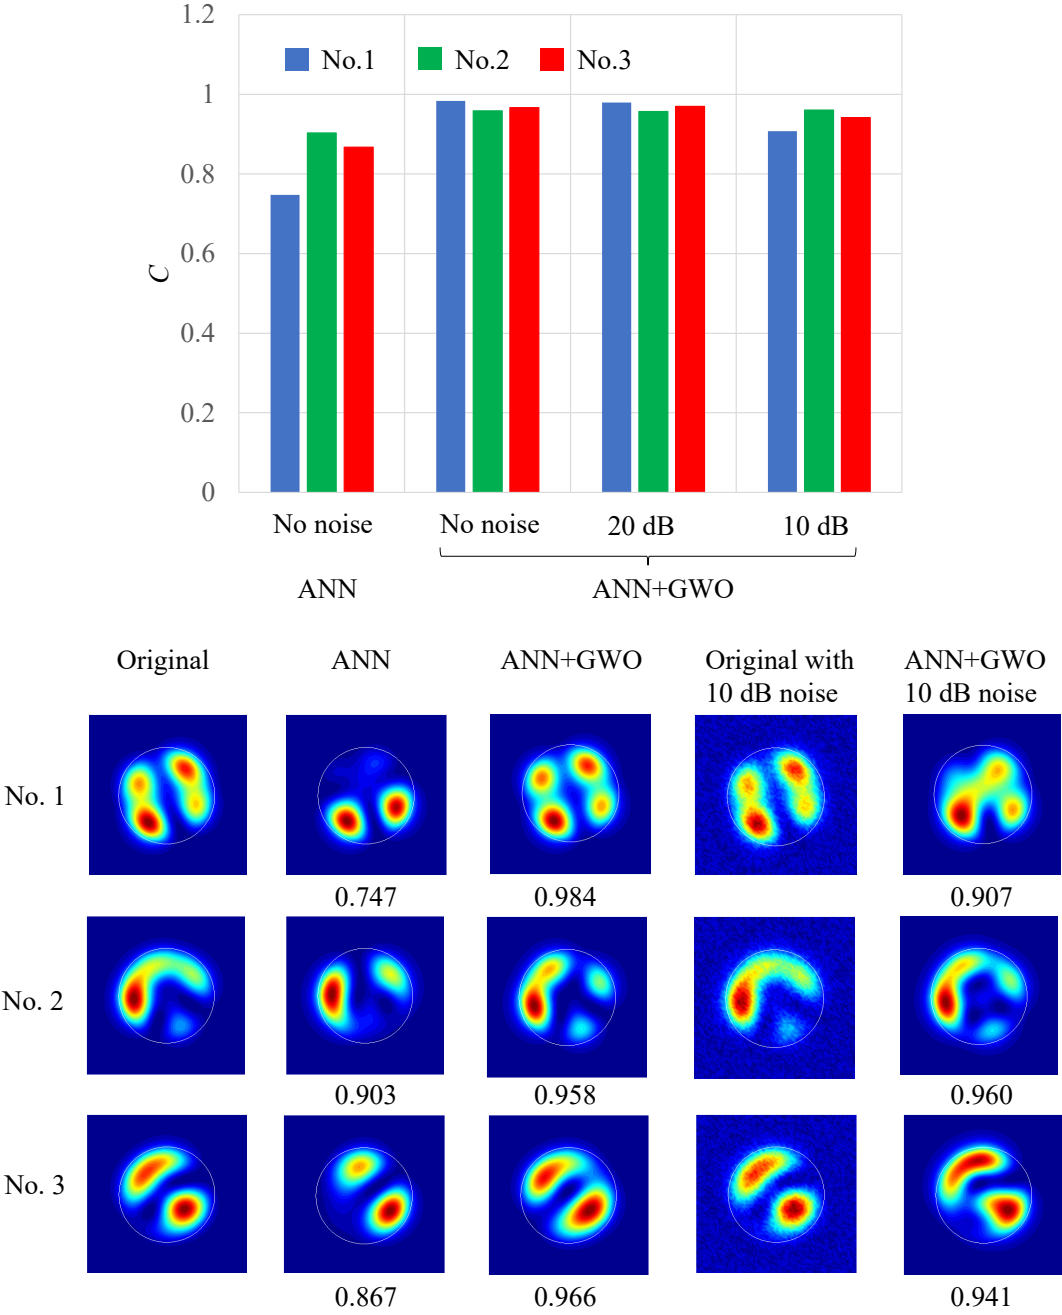 1.2
No.1
No.2
No.3
1
0.8
0.6
C
0.4
0.2
0
No noise
No noise
20 dB
10 dB
ANN
ANN+GWO
Original
ANN
ANN+GWO
Original with
10 dB noise
ANN+GWO
10 dB noise
No. 1
0.747
0.984
0.907
No. 2
0.903
0.958
0.960
No. 3
0.867
0.966
0.941